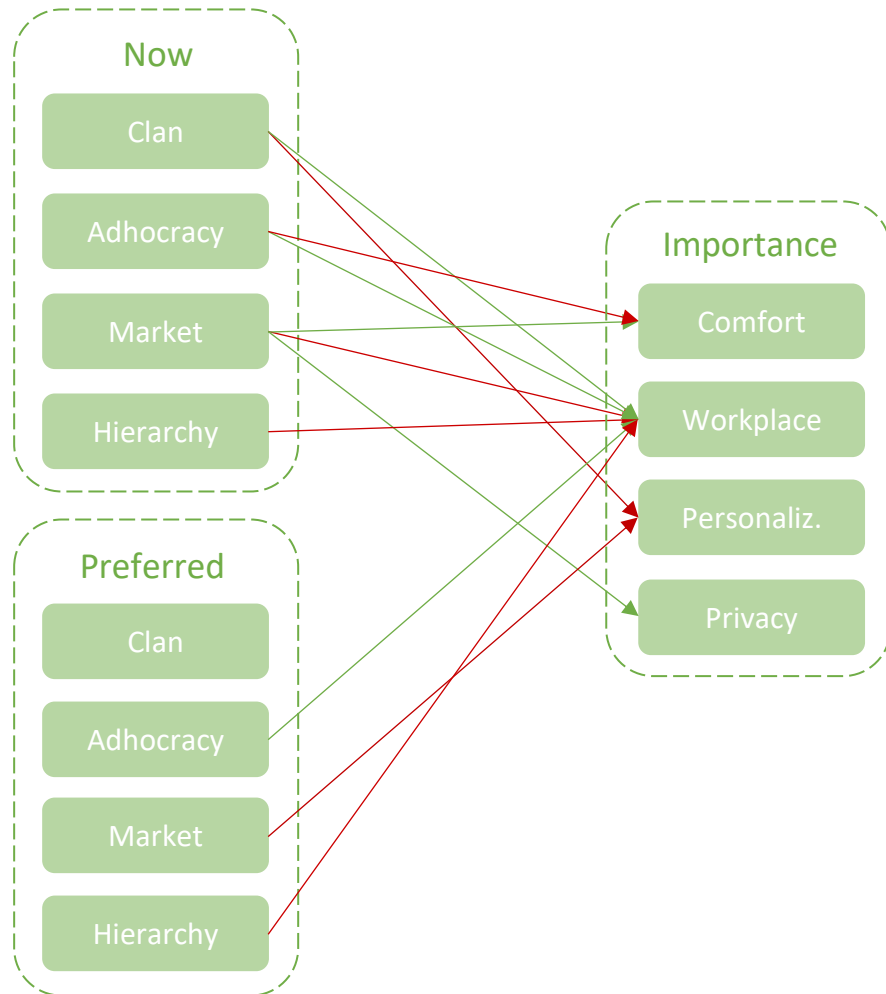 Now
Clan
Adhocracy
Market
Hierarchy
Preferred
Clan
Adhocracy
Market
Hierarchy
Importance
Comfort
Workplace
Personaliz.
Privacy